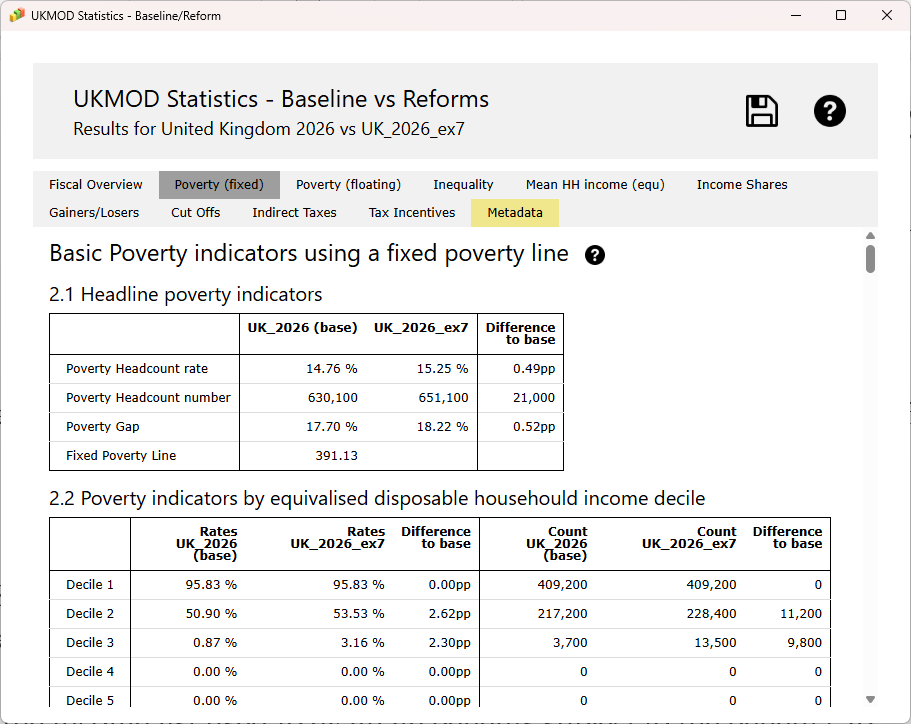 UKMOD Statistics - Baseline/Reform
UKMOD Statistics - Baseline vs Reforms
Results for United Kingdom 2026 vs UK_2026_ex7
Fiscal Overview Poverty (fixed) Poverty (floating) Inequality Mean HH income (equ) Income Shares
Gainers/Losers Cut Offs Indirect Taxes Tax Incentives Metadata
Basic Poverty indicators using a fixed poverty line ?
2.1 Headline poverty indicators
UK_2026 (base) UK_2026_ex7 Difference
to base
Poverty Headcount rate 14.76 % 15.25 % 0.49pp
Poverty Headcount number 630,100 651,100 21,000
Poverty Gap 17.70 % 18.22 % 0.52pp
Fixed Poverty Line 391.13
2.2 Poverty indicators by equivalised disposable househould income decile
Rates Rates Difference Count Count Difference
UK_2026 UK_2026_ex7 to base UK_2026 UK_2026_ex7 to base
(base) (base)
Decile 1 95.83 % 95.83 % 0.00pp 409,200 409,200 0
Decile 2 50.90 % 53.53 % 2.62pp 217,200 228,400 11,200
Decile 3 0.87 % 3.16 % 2.30pp 3,700 13,500 9,800
Decile 4 0.00 % 0.00 % 0.00pp 0 0 0
Decile 5 0.00 % 0.00 % 0.00pp 0 0 0